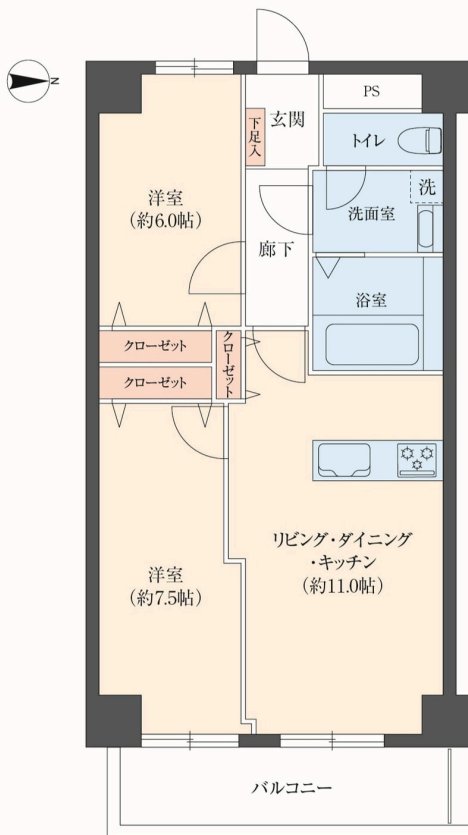 N
PS
玄関
下足入
トイレ
洋室
(約6.0帖)
洗
洗面室
廊下
浴室
クローゼット
クローゼット
クローゼット
リビング・ダイニング
・キッチン
(約11.0帖)
洋室
(約7.5帖)
バルコニー